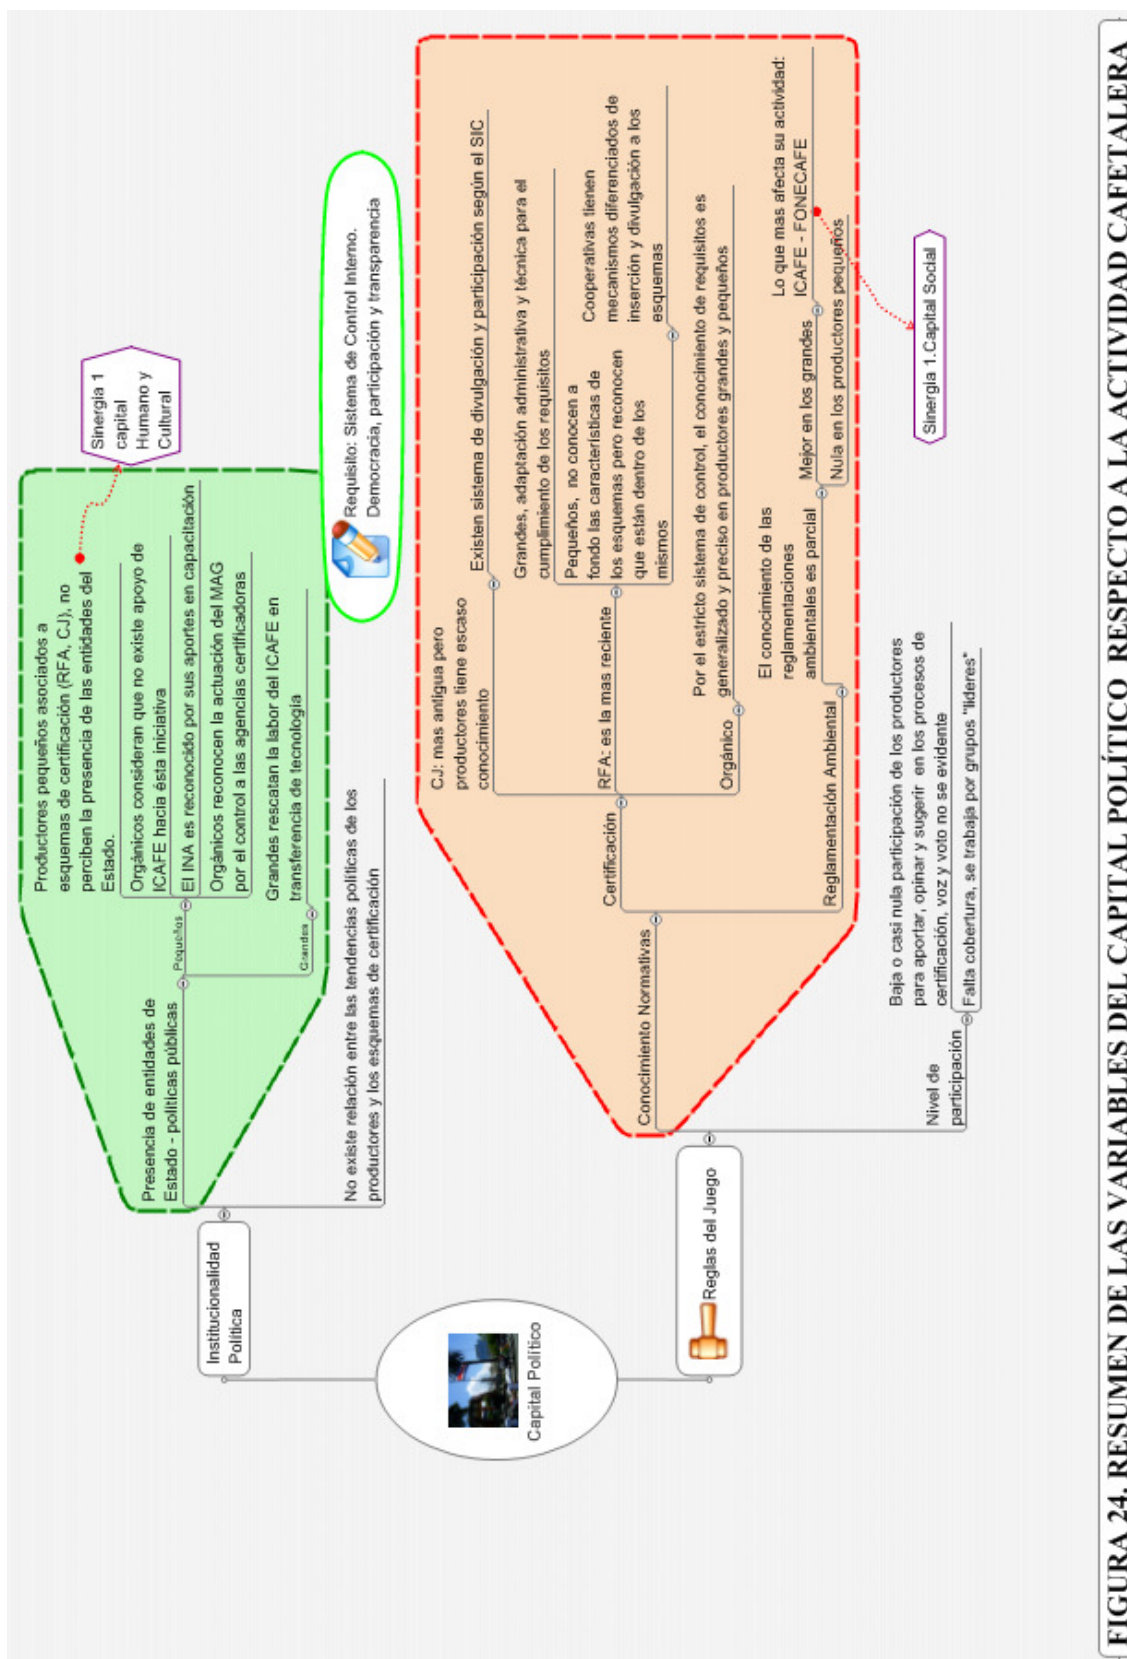 Capital Político
Institucionalidad
Política
Presencia de entidades de
Estado - políticas públicas
Pequeños
Productores pequeños asociados a
esquemas de certificación (RFA, CJ), no
perciben la presencia de las entidades del
Estado.
Orgánicos consideran que no existe apoyo de
ICAFE hacia ésta iniciativa
El INA es reconocido por sus aportes en capacitación
Orgánicos reconocen la actuación del MAG
por el control a las agencias certificadoras
Grandes
Grandes rescatan la labor del ICAFE en
transferencia de tecnología
No existe relación entre las tendencias políticas de los
productores y los esquemas de certificación
Sinergia 1
capital
Humano y
Cultural
Requisito: Sistema de Control Interno.
Democracia, participación y transparencia
Reglas del Juego
Conocimiento Normativas
Certificación
CJ: mas antigua pero
productores tiene escaso
conocimiento
Existen sistema de divulgación y participación según el SIC
RFA: es la mas reciente
Grandes, adaptación administrativa y técnica para el
cumplimiento de los requisitos
Pequeños, no conocen a
fondo las características de
los esquemas pero reconocen
que están dentro de los
mismos
Cooperativas tienen
mecanismos diferenciados de
inserción y divulgación a los
esquemas
Orgánico
Por el estricto sistema de control, el conocimiento de requisitos es
generalizado y preciso en productores grandes y pequeños
Reglamentación Ambiental
El conocimiento de las
reglamentaciones
ambientales es parcial
Mejor en los grandes
Lo que mas afecta su actividad:
ICAFE - FONECAFE
Nula en los productores pequeños
Sinergia 1.Capital Social
Nivel de
participación
Baja o casi nula participación de los productores
para aportar, opinar y sugerir en los procesos de
certificación, voz y voto no se evidente
Falta cobertura, se trabaja por grupos "lideres"
FIGURA 24. RESUMEN DE LAS VARIABLES DEL CAPITAL POLÍTICO RESPECTO A LA ACTIVIDAD CAFETALERA